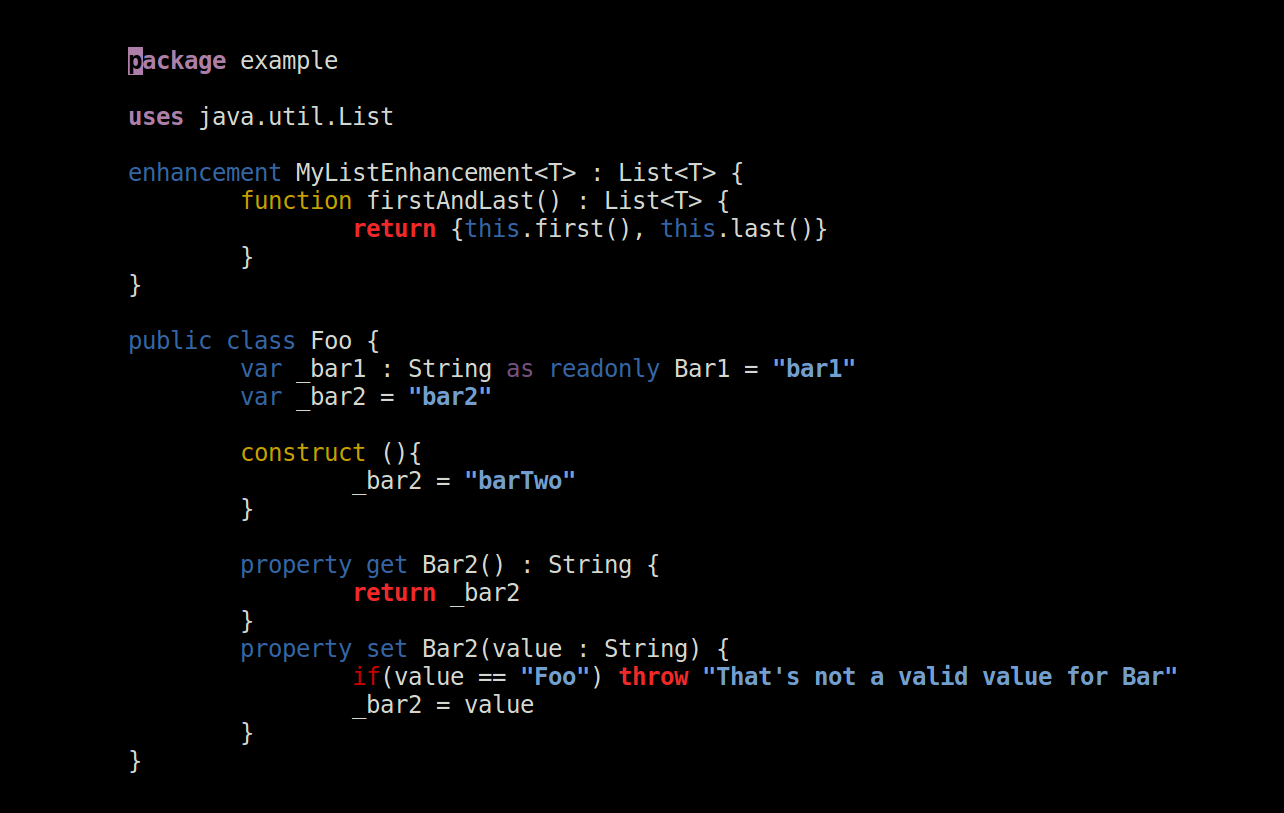 package example

uses java.util.List

enhancement MyListEnhancement<T> : List<T> {
        function firstAndLast() : List<T> {
                return {this.first(), this.last()}
        }
}

public class Foo {
        var _bar1 : String as readonly Bar1 = "bar1"
        var _bar2 = "bar2"

        construct (){
                _bar2 = "barTwo"
        }

        property get Bar2() : String {
                return _bar2
        }
        property set Bar2(value : String) {
                if(value == "Foo") throw "That's not a valid value for Bar"
                _bar2 = value
        }
}